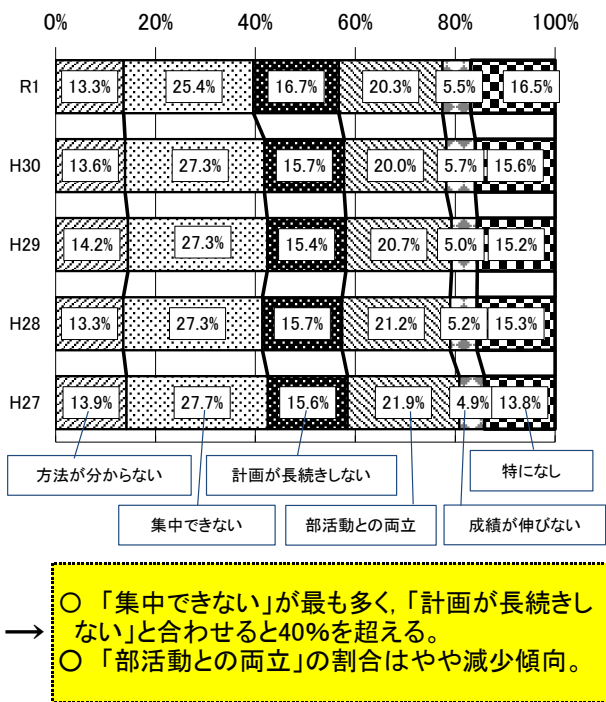 0% 20% 40% 60% 80% 100%
R1 13.3% 25.4% 16.7% 20.3% 5.5% 16.5%
H30 13.6% 27.3% 15.7% 20.0% 5.7% 15.6%
H29 14.2% 27.3% 15.4% 20.7% 5.0% 15.2%
H28 13.3% 27.3% 15.7% 21.2% 5.2% 15.3%
H27 13.9% 27.7% 15.6% 21.9% 4.9% 13.8%
方法が分からない 計画が長続きしない 特になし
集中できない 部活動との両立 成績が伸びない
→
○ 「集中できない」が最も多く,「計画が長続きし
ない」と合わせると40%を超える。
○ 「部活動との両立」の割合はやや減少傾向。